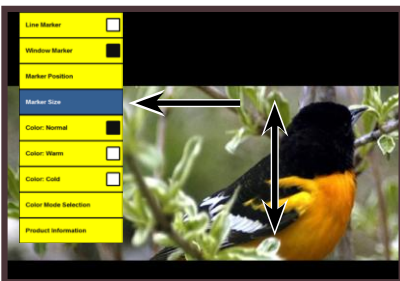 Line Marker
Window Marker
Marker Position
Marker Size
Color: Normal
Color: Warm
Color: Cold
Color Mode Selection
Product Information